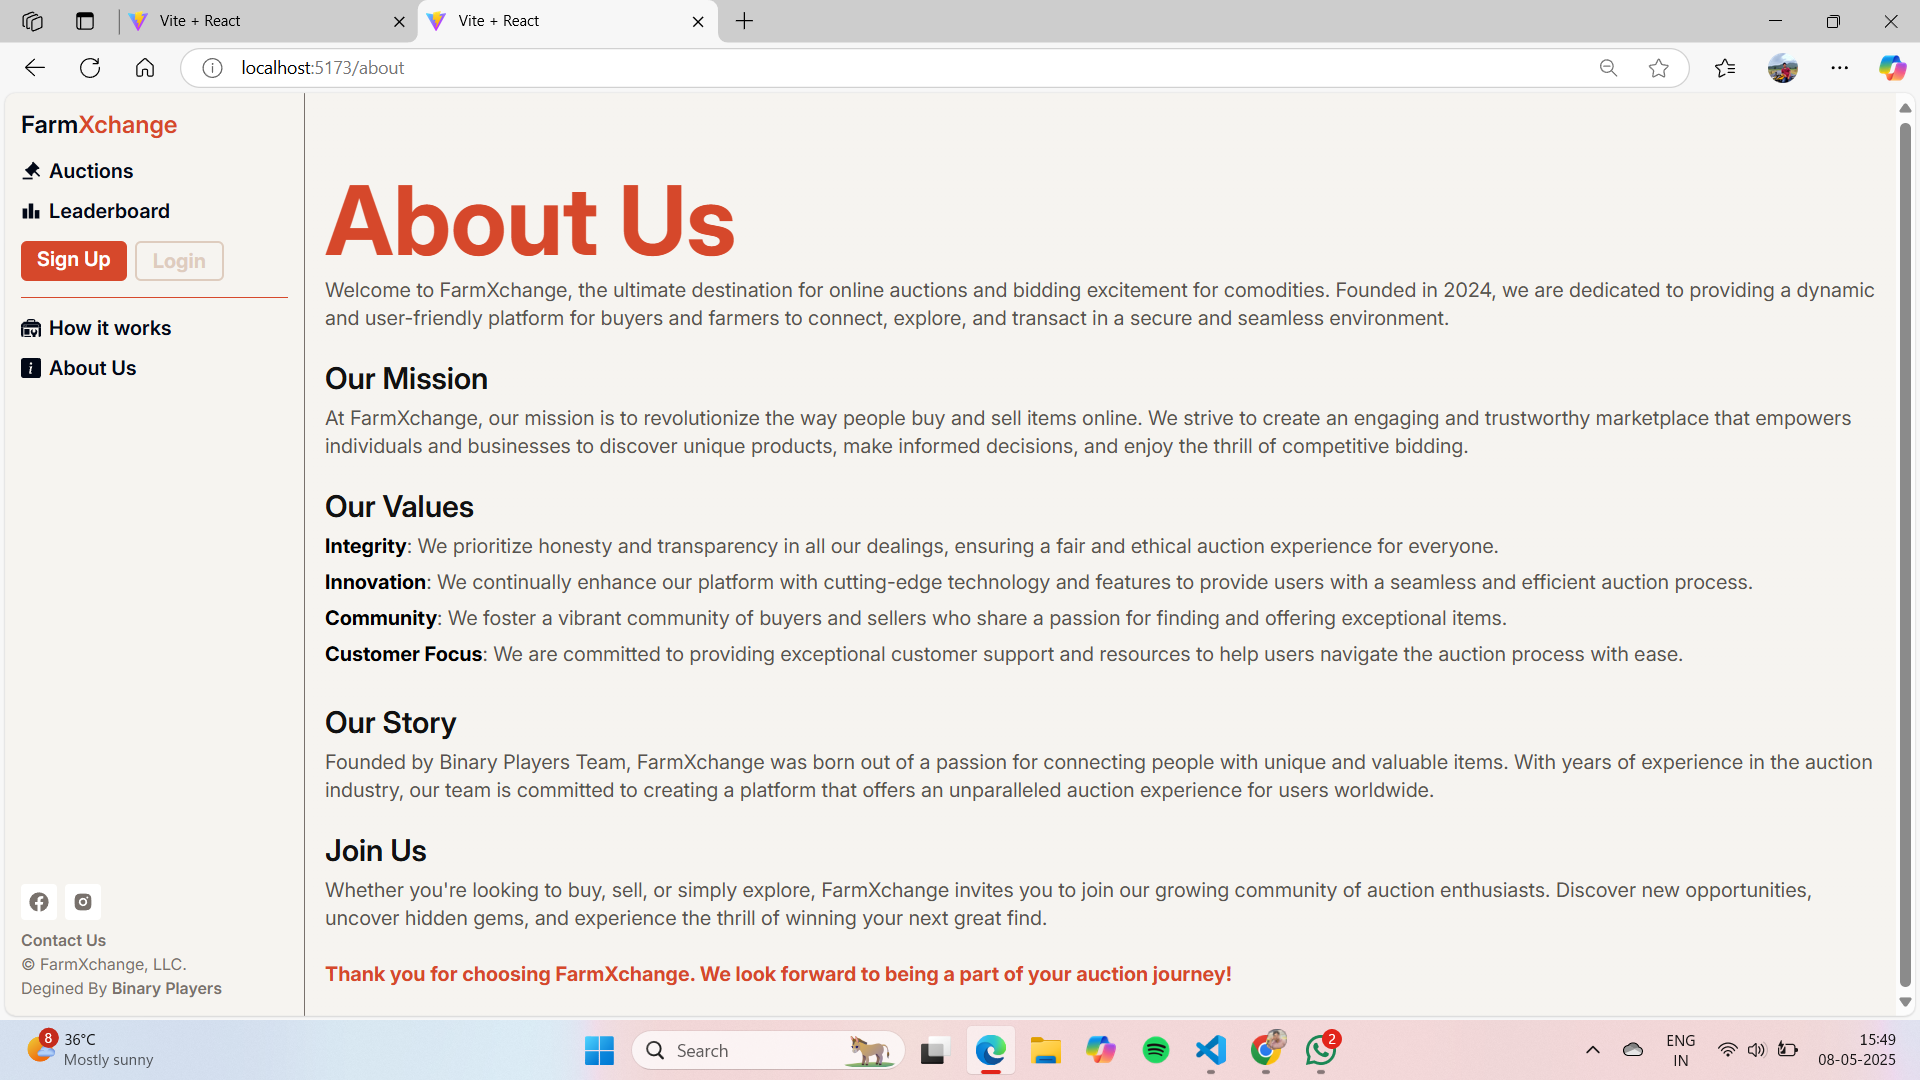 Vite + React
Vite + React
localhost:5173/about
FarmXchange
Auctions
Leaderboard
Sign Up
Login
How it works
About Us
About Us
Welcome to FarmXchange, the ultimate destination for online auctions and bidding excitement for comodities. Founded in 2024, we are dedicated to providing a dynamic
and user-friendly platform for buyers and farmers to connect, explore, and transact in a secure and seamless environment.
Our Mission
At FarmXchange, our mission is to revolutionize the way people buy and sell items online. We strive to create an engaging and trustworthy marketplace that empowers
individuals and businesses to discover unique products, make informed decisions, and enjoy the thrill of competitive bidding.
Our Values
Integrity: We prioritize honesty and transparency in all our dealings, ensuring a fair and ethical auction experience for everyone.
Innovation: We continually enhance our platform with cutting-edge technology and features to provide users with a seamless and efficient auction process.
Community: We foster a vibrant community of buyers and sellers who share a passion for finding and offering exceptional items.
Customer Focus: We are committed to providing exceptional customer support and resources to help users navigate the auction process with ease.
Our Story
Founded by Binary Players Team, FarmXchange was born out of a passion for connecting people with unique and valuable items. With years of experience in the auction
industry, our team is committed to creating a platform that offers an unparalleled auction experience for users worldwide.
Join Us
Whether you're looking to buy, sell, or simply explore, FarmXchange invites you to join our growing community of auction enthusiasts. Discover new opportunities,
uncover hidden gems, and experience the thrill of winning your next great find.
Thank you for choosing FarmXchange. We look forward to being a part of your auction journey!
Contact Us
© FarmXchange, LLC.
Degined By Binary Players
8
36°C
Mostly sunny
Search
2
ENG
IN
15:49
08-05-2025